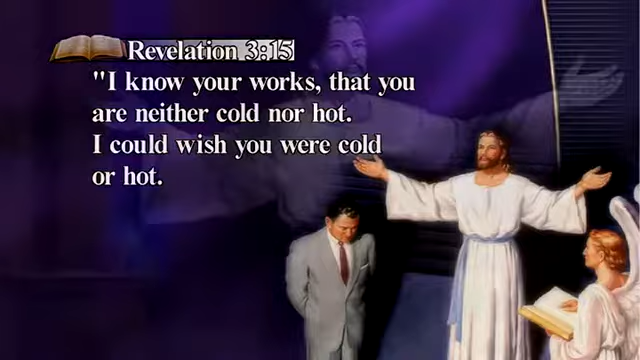 Revelation 3:15
"I know your works, that you
are neither cold nor hot.
I could wish you were cold
or hot.